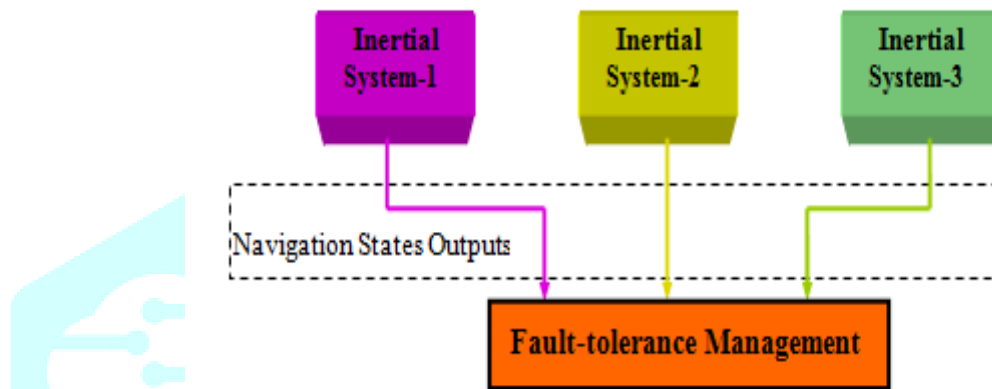 Inertial
System-1
Inertial
System-2
Inertial
System-3
Navigation States Outputs
Fault-tolerance Management